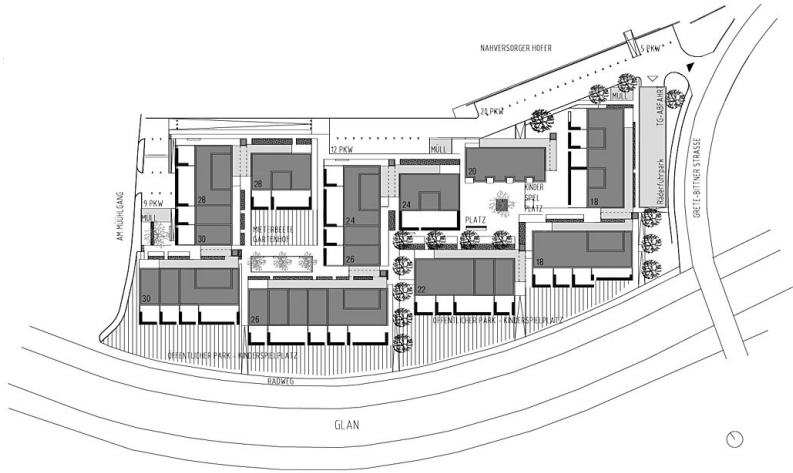 NAHVERSORGER HOFER
5 PKW
20 PKW
MÜLL
TG-ABFAHRT
Räderfuhrpark
GRETE-BITTNER STRASSE
12 PKW
MÜLL
20
18
KINDER
SPIEL
PLATZ
PLATZ
28
28
24
24
9 PKW
MÜLL
AM MÜÜHLGANG
30
MIETERBEETE
GARTENHOF
26
18
30
26
22
ÖFFENTLICHER PARK - KINDERSPIELPLATZ
ÖFFENTLICHER PARK - KINDERSPIELPLATZ
RADWEG
GLAN